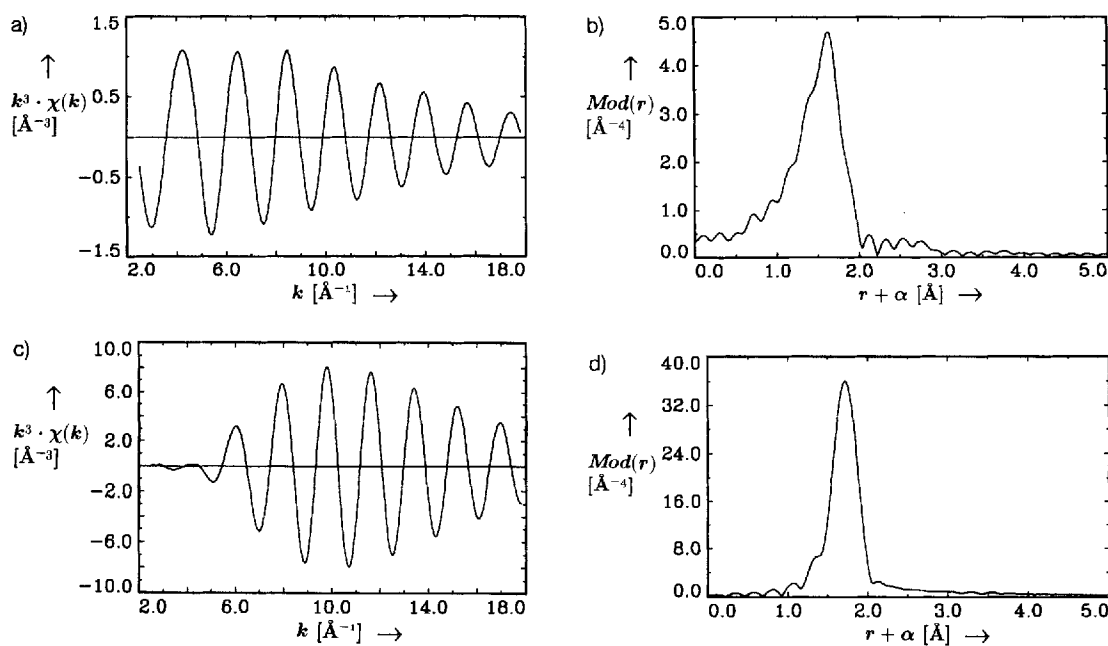 a)
1.5
↑
k³ · χ(k)
[Å⁻³]
0.5
−0.5
−1.5
2.0 6.0 10.0 14.0 18.0
k [Å⁻¹] →
b)
5.0
↑
Mod(r)
[Å⁻⁴]
4.0
3.0
2.0
1.0
0.0
0.0 1.0 2.0 3.0 4.0 5.0
r + α [Å] →
c)
10.0
↑
k³ · χ(k)
[Å⁻³]
6.0
2.0
−2.0
−6.0
−10.0
2.0 6.0 10.0 14.0 18.0
k [Å⁻¹] →
d)
40.0
↑
Mod(r)
[Å⁻⁴]
32.0
24.0
16.0
8.0
0.0
0.0 1.0 2.0 3.0 4.0 5.0
r + α [Å] →